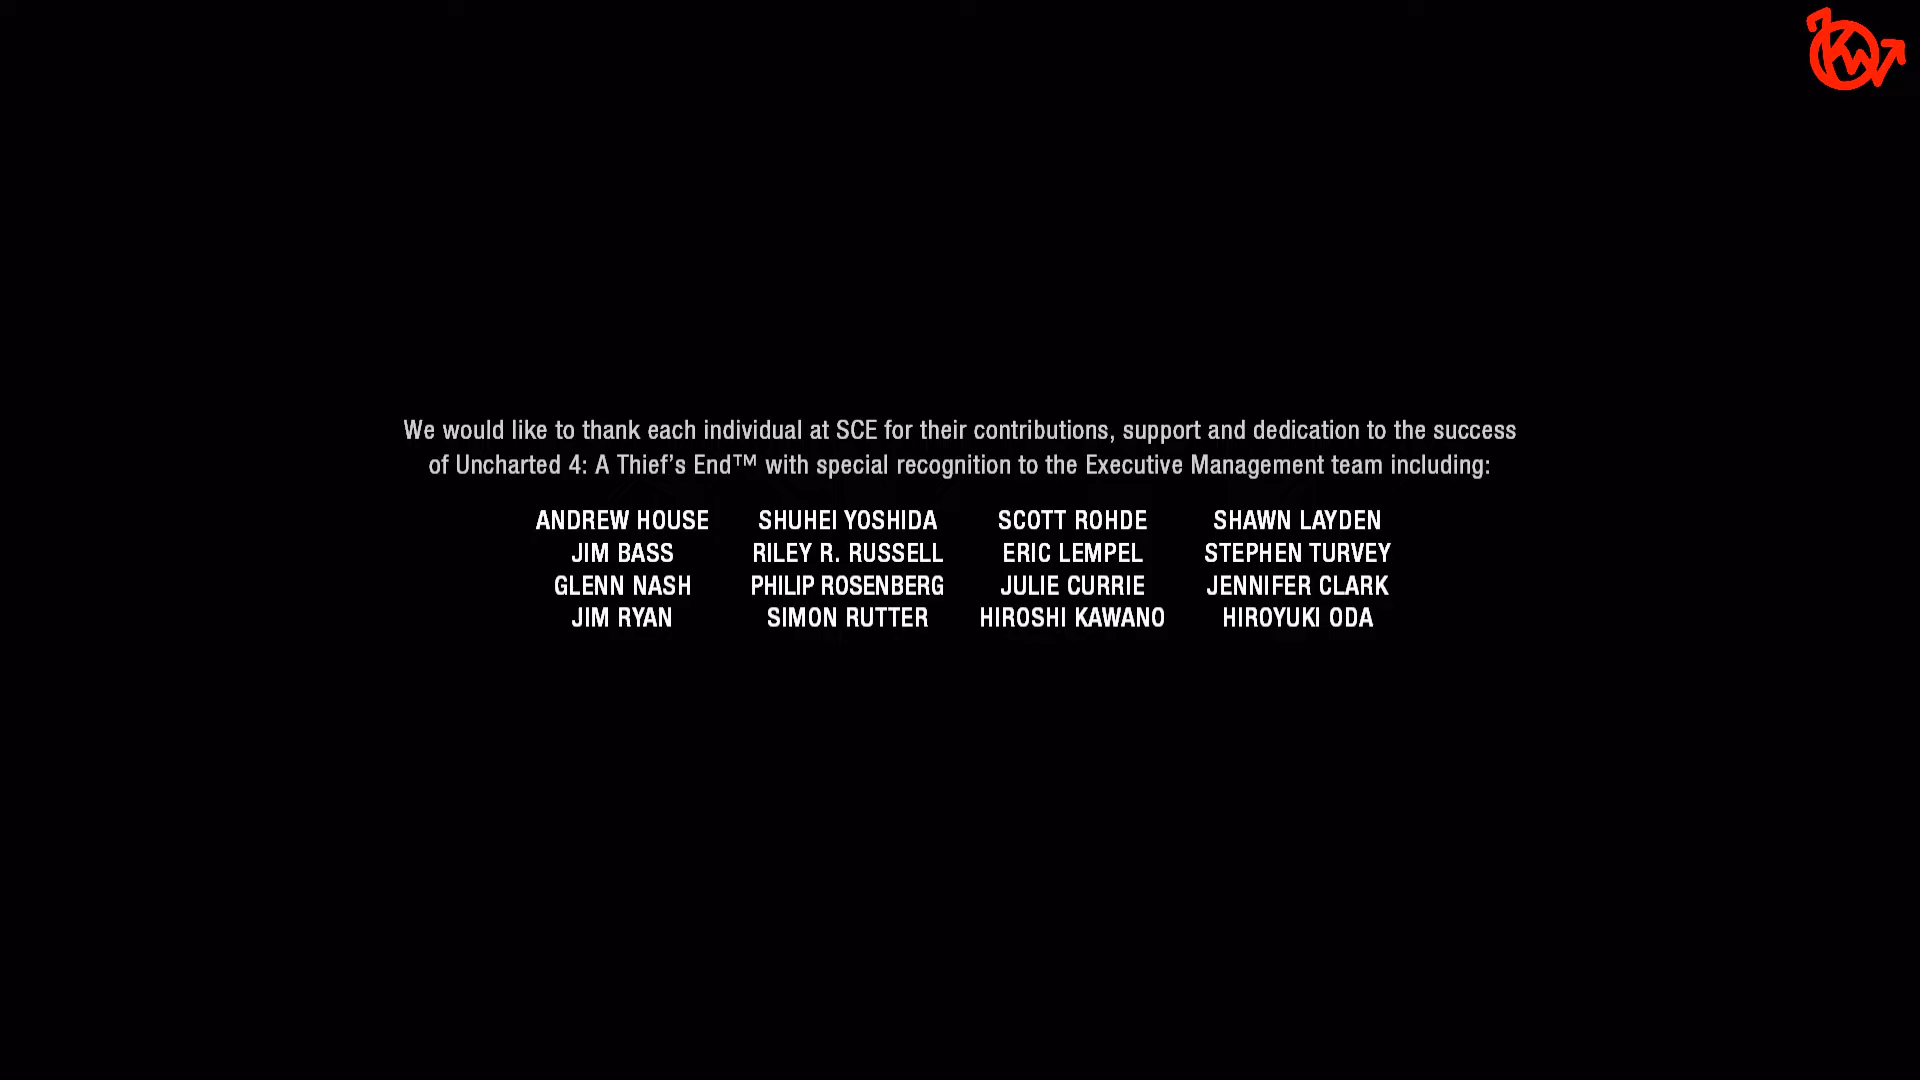 KW
We would like to thank each individual at SCE for their contributions, support and dedication to the success
of Uncharted 4: A Thief's End™ with special recognition to the Executive Management team including:
ANDREW HOUSE SHUHEI YOSHIDA SCOTT ROHDE SHAWN LAYDEN
JIM BASS RILEY R. RUSSELL ERIC LEMPEL STEPHEN TURVEY
GLENN NASH PHILIP ROSENBERG JULIE CURRIE JENNIFER CLARK
JIM RYAN SIMON RUTTER HIROSHI KAWANO HIROYUKI ODA